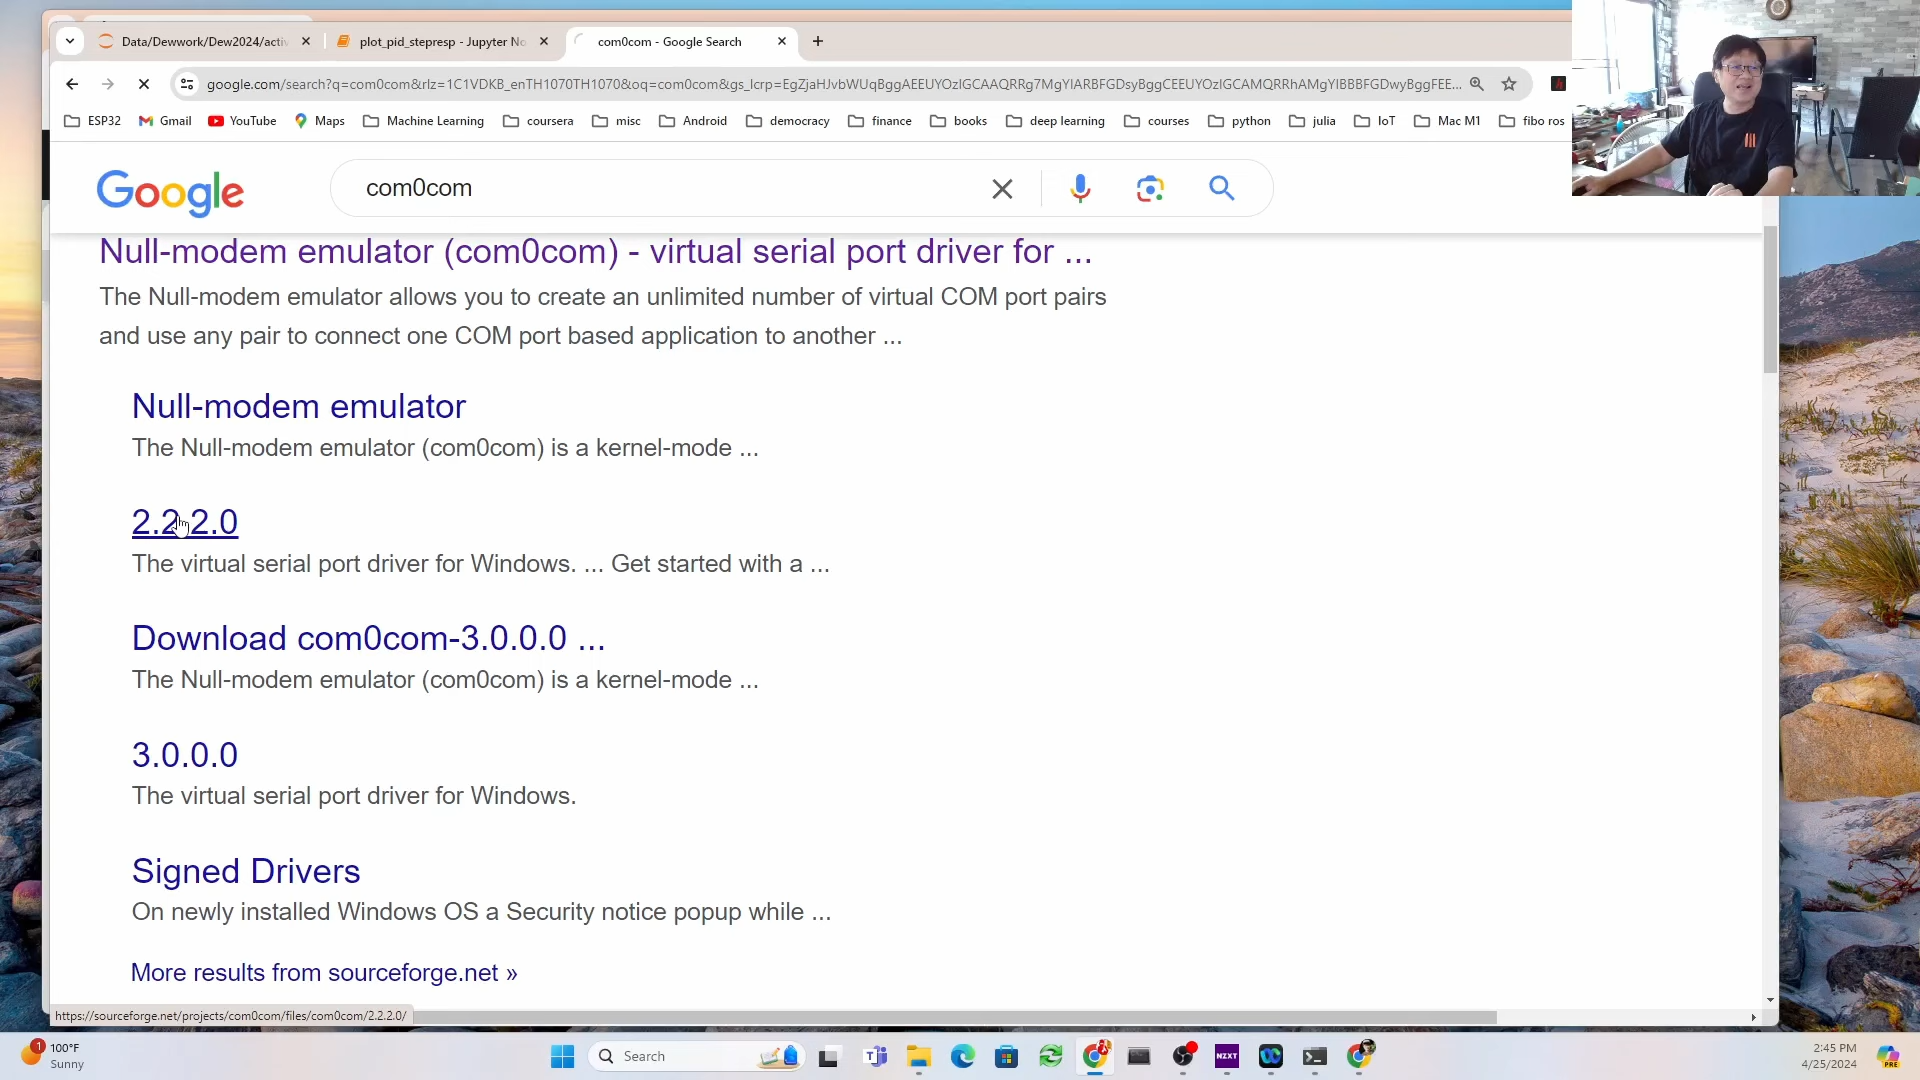 Data/Dewwork/Dew2024/activ
plot_pid_stepresp - Jupyter No
com0com - Google Search
google.com/search?q=com0com&rlz=1C1VDKB_enTH1070TH1070&oq=com0com&gs_lcrp=EgZjaHJvbWUqBggAEEUYOzIGCAAQRRg7MgYIARBFGDsyBggCEEUYOzIGCAMQRRhAMgYIBBBFGDwyBggFEE...
ESP32 Gmail YouTube Maps Machine Learning coursera misc Android democracy finance books deep learning courses python julia IoT Mac M1 fibo ros
Google
com0com
Null-modem emulator (com0com) - virtual serial port driver for ...
The Null-modem emulator allows you to create an unlimited number of virtual COM port pairs
and use any pair to connect one COM port based application to another ...
Null-modem emulator
The Null-modem emulator (com0com) is a kernel-mode ...
2.2.2.0
The virtual serial port driver for Windows. ... Get started with a ...
Download com0com-3.0.0.0 ...
The Null-modem emulator (com0com) is a kernel-mode ...
3.0.0.0
The virtual serial port driver for Windows.
Signed Drivers
On newly installed Windows OS a Security notice popup while ...
More results from sourceforge.net »
https://sourceforge.net/projects/com0com/files/com0com/2.2.2.0/
1
100°F
Sunny
Search
NZXT
PRE
2:45 PM
4/25/2024